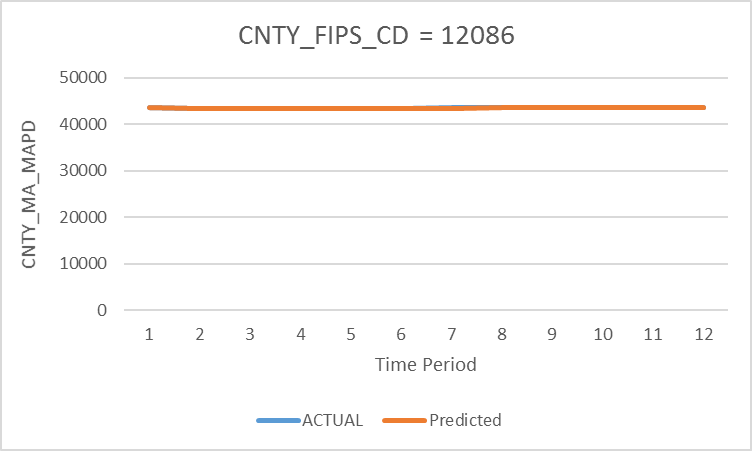 CNTY_FIPS_CD = 12086
50000
40000
30000
20000
10000
0
CNTY_MA_MAPD
1 2 3 4 5 6 7 8 9 10 11 12
Time Period
ACTUAL Predicted